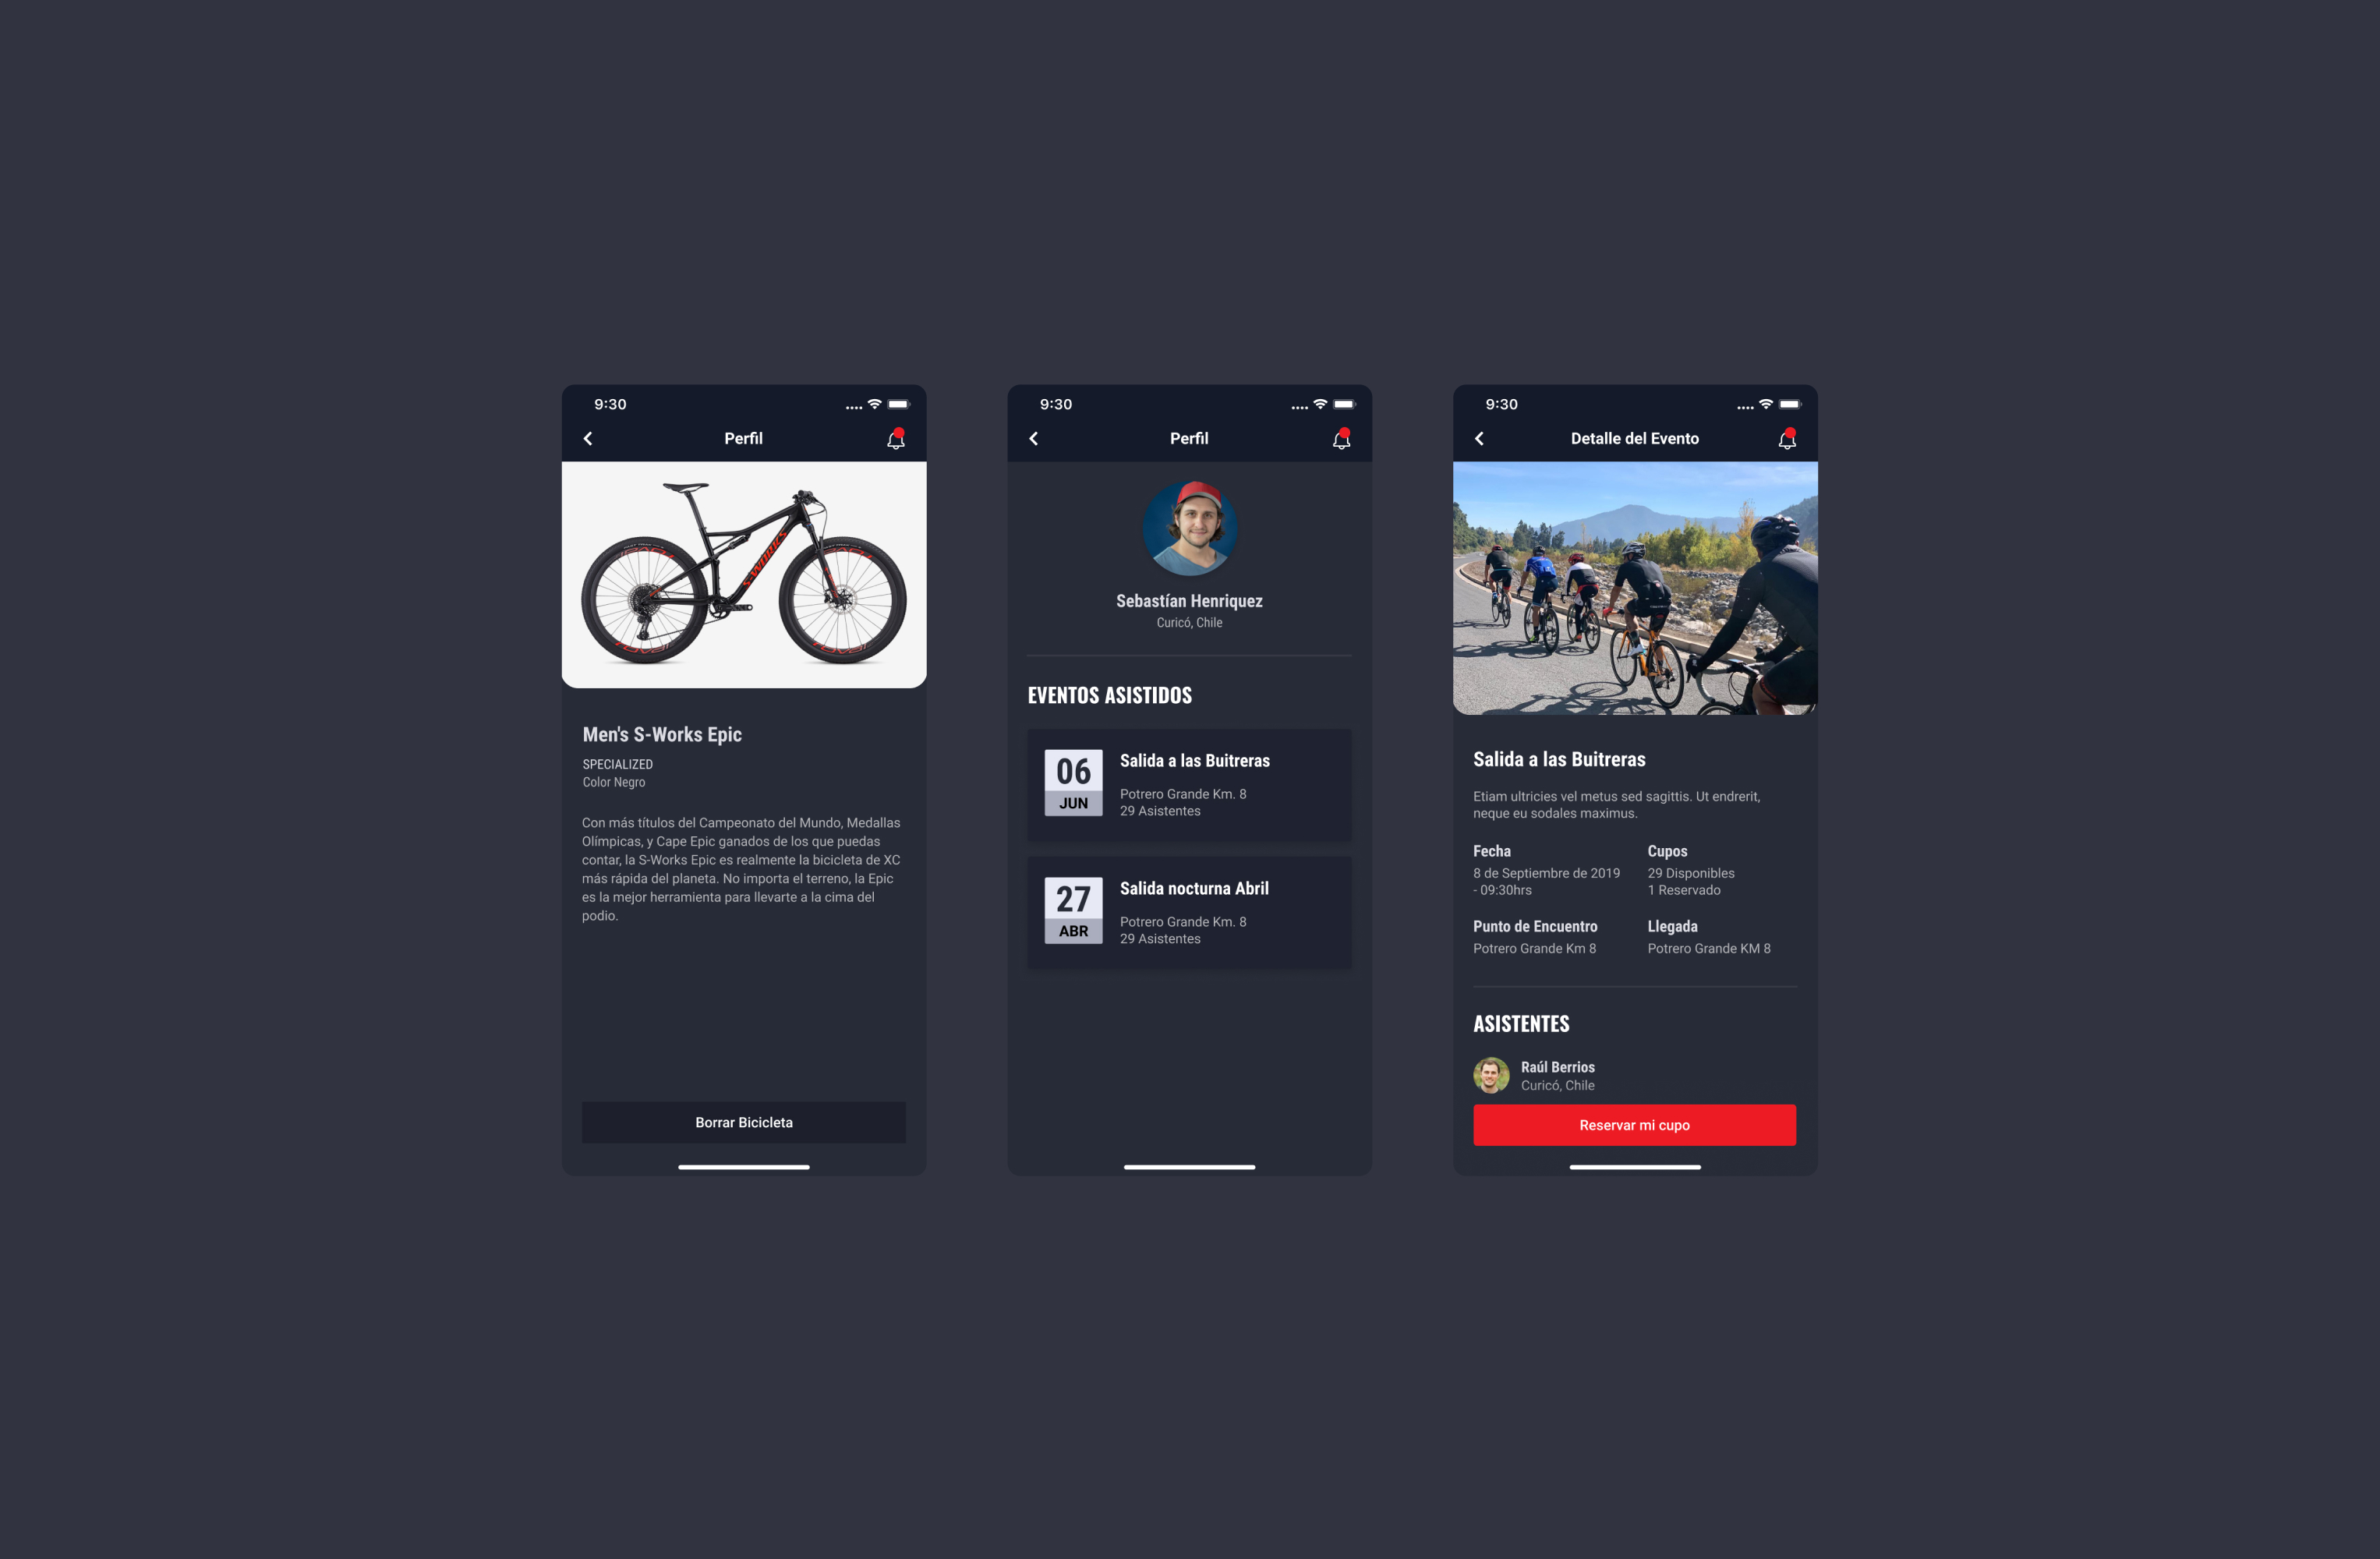 9:30
Perfil
S-WORKS
Men's S-Works Epic
SPECIALIZED
Color Negro
Con más títulos del Campeonato del Mundo, Medallas
Olímpicas, y Cape Epic ganados de los que puedas
contar, la S-Works Epic es realmente la bicicleta de XC
más rápida del planeta. No importa el terreno, la Epic
es la mejor herramienta para llevarte a la cima del
podio.
Borrar Bicicleta
9:30
Perfil
Sebastían Henriquez
Curicó, Chile
EVENTOS ASISTIDOS
06
JUN
Salida a las Buitreras
Potrero Grande Km. 8
29 Asistentes
27
ABR
Salida nocturna Abril
Potrero Grande Km. 8
29 Asistentes
9:30
Detalle del Evento
Salida a las Buitreras
Etiam ultricies vel metus sed sagittis. Ut endrerit,
neque eu sodales maximus.
Fecha
8 de Septiembre de 2019
- 09:30hrs
Cupos
29 Disponibles
1 Reservado
Punto de Encuentro
Potrero Grande Km 8
Llegada
Potrero Grande KM 8
ASISTENTES
Raúl Berrios
Curicó, Chile
Reservar mi cupo